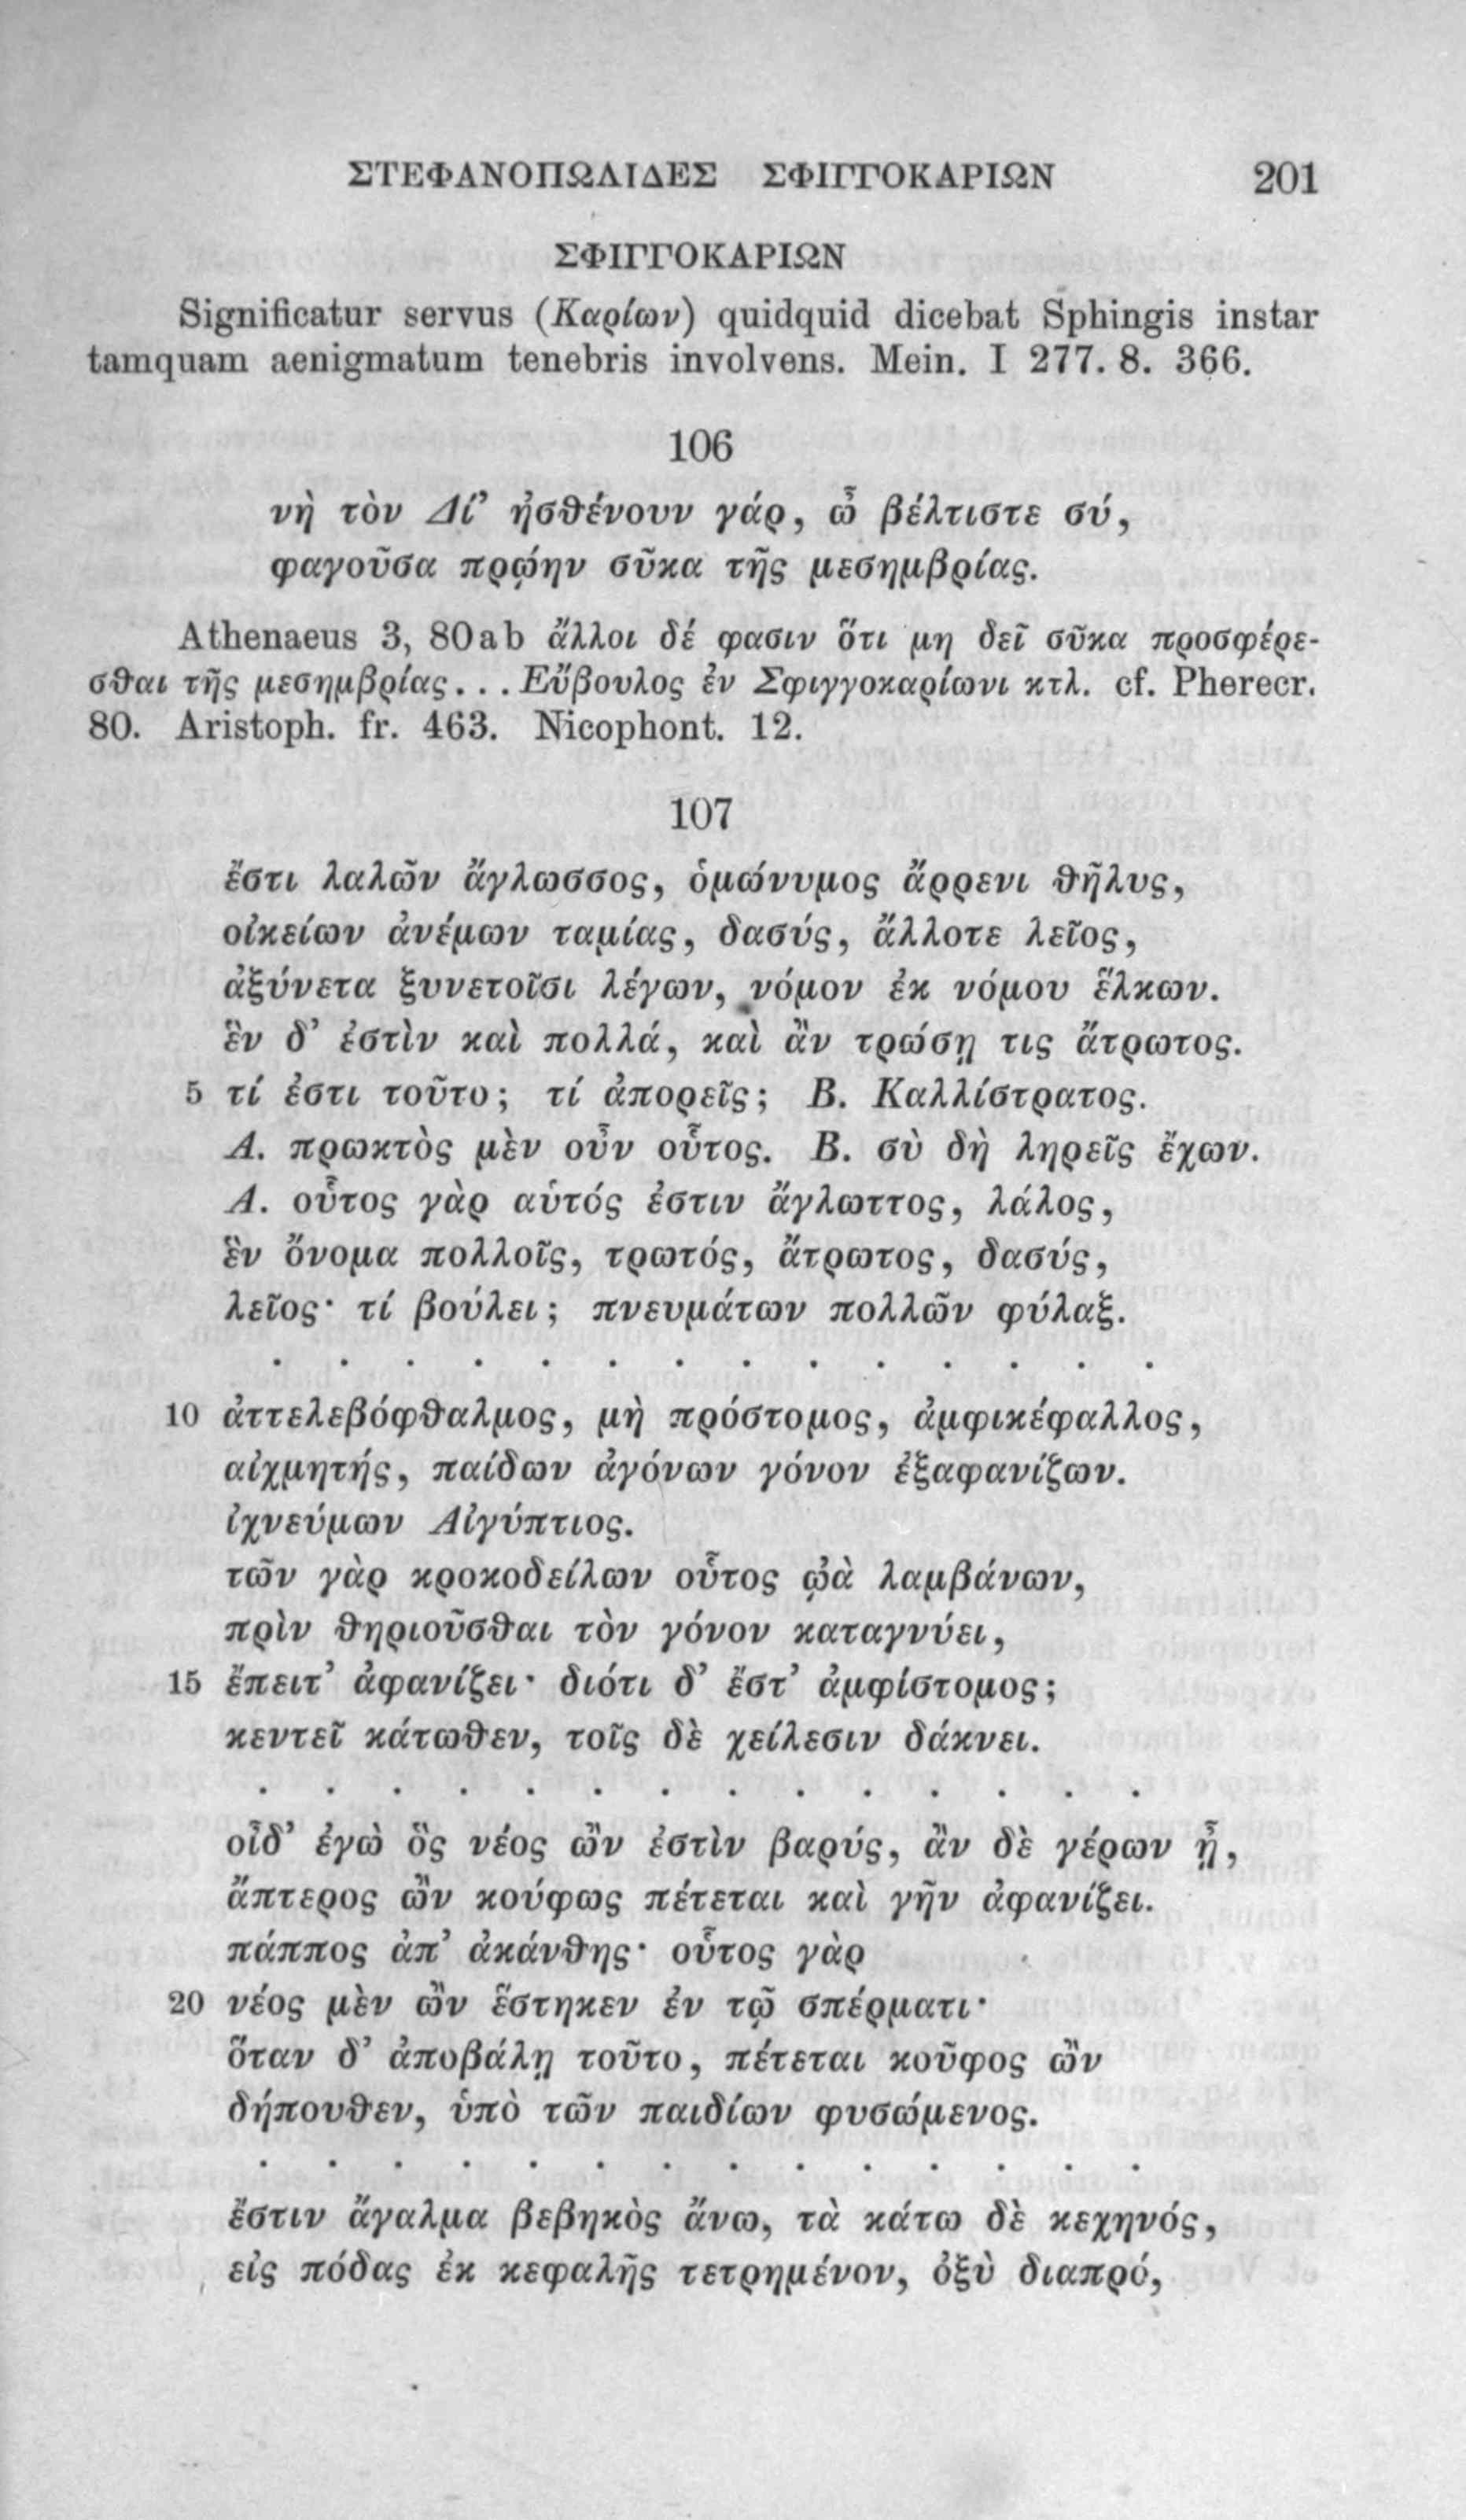 ΣΤΕΦΑΝΟΠΩΛΙΔΕΣ ΣΦΙΓΓΟΚΑΡΙΩΝ 201
ΣΦΙΓΓΟΚΑΡΙΩΝ
Significatur servus (Καρίων) quidquid dicebat Sphingis instar
tamquam aenigmatum tenebris involvens. Mein. I 277. 8. 366.
106
νὴ τὸν Δί’ ἠσθένουν γάρ, ὦ βέλτιστε σύ,
φαγοῦσα πρῴην σῦκα τῆς μεσημβρίας.
Athenaeus 3, 80ab ἄλλοι δέ φασιν ὅτι μη δεῖ σῦκα προσφέρε-
σθαι τῆς μεσημβρίας... Εὔβουλος ἐν Σφιγγοκαρίωνι κτλ. cf. Pherecr.
80. Aristoph. fr. 463. Nicophont. 12.
107
ἔστι λαλῶν ἄγλωσσος, ὁμώνυμος ἄρρενι θῆλυς,
οἰκείων ἀνέμων ταμίας, δασύς, ἄλλοτε λεῖος,
ἀξύνετα ξυνετοῖσι λέγων, νόμον ἐκ νόμου ἕλκων.
ἓν δ’ ἐστὶν καὶ πολλά, καὶ ἂν τρώσῃ τις ἄτρωτος.
5 τί ἐστι τοῦτο; τί ἀπορεῖς; Β. Καλλίστρατος.
Α. πρωκτὸς μὲν οὖν οὗτος. Β. σὺ δὴ ληρεῖς ἔχων.
Α. οὗτος γὰρ αὑτός ἐστιν ἄγλωττος, λάλος,
ἓν ὄνομα πολλοῖς, τρωτός, ἄτρωτος, δασύς,
λεῖος· τί βούλει; πνευμάτων πολλῶν φύλαξ.
. . . . . . . . . . . . . .
10 ἀττελεβόφθαλμος, μὴ πρόστομος, ἀμφικέφαλλος,
αἰχμητής, παίδων ἀγόνων γόνον ἐξαφανίζων.
ἰχνεύμων Αἰγύπτιος.
τῶν γὰρ κροκοδείλων οὗτος ᾠὰ λαμβάνων,
πρὶν θηριοῦσθαι τὸν γόνον καταγνύει,
15 ἔπειτ’ ἀφανίζει· διότι δ’ ἔστ’ ἀμφίστομος;
κεντεῖ κάτωθεν, τοῖς δὲ χείλεσιν δάκνει.
. . . . . . . . . . . . . .
οἶδ’ ἐγὼ ὃς νέος ὢν ἐστὶν βαρύς, ἂν δὲ γέρων ᾖ,
ἄπτερος ὢν κούφως πέτεται καὶ γῆν ἀφανίζει.
πάππος ἀπ’ ἀκάνθης· οὗτος γὰρ
20 νέος μὲν ὢν ἕστηκεν ἐν τῷ σπέρματι·
ὅταν δ’ ἀποβάλῃ τοῦτο, πέτεται κοῦφος ὢν
δήπουθεν, ὑπὸ τῶν παιδίων φυσώμενος.
. . . . . . . . . . . . . .
ἔστιν ἄγαλμα βεβηκὸς ἄνω, τὰ κάτω δὲ κεχηνός,
εἰς πόδας ἐκ κεφαλῆς τετρημένον, ὀξὺ διαπρό,